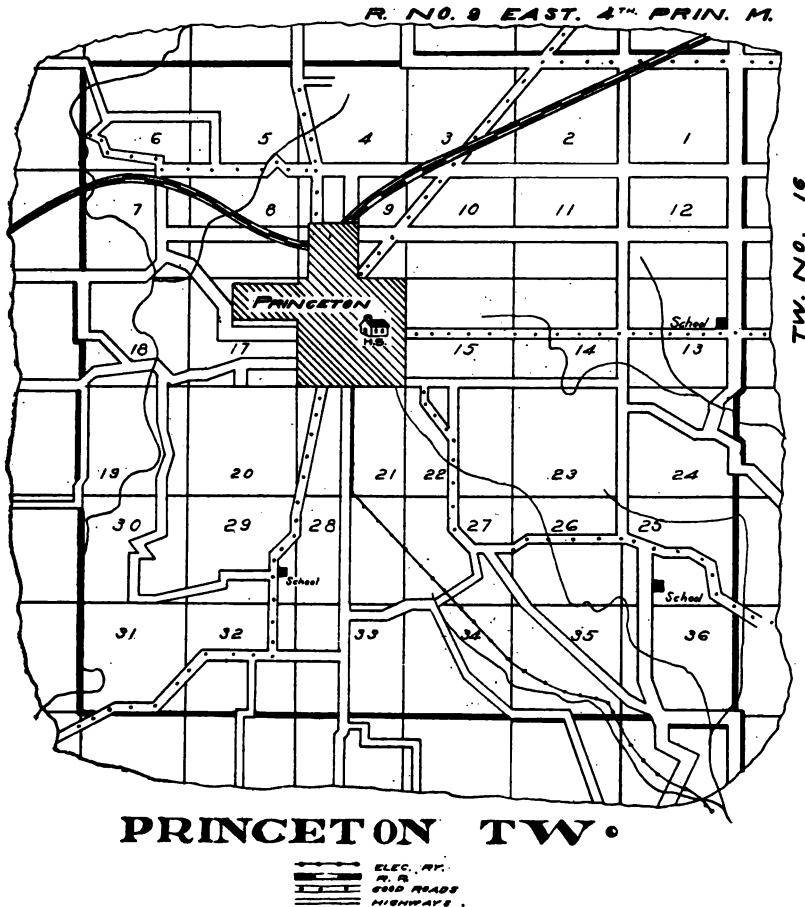 R. NO. 9 EAST. 4TH. PRIN. M.
TW. NO. 16
6 5 4 3 2 1
7 8 9 10 11 12
PRINCETON
H.S.
School
18 17 15 14 13
19 20 21 22 23 24
30 29 28 27 26 25
School
School
31 32 33 34 35 36
PRINCETON TW.
ELEC. RY.
R. R.
GOOD ROADS
HIGHWAYS.